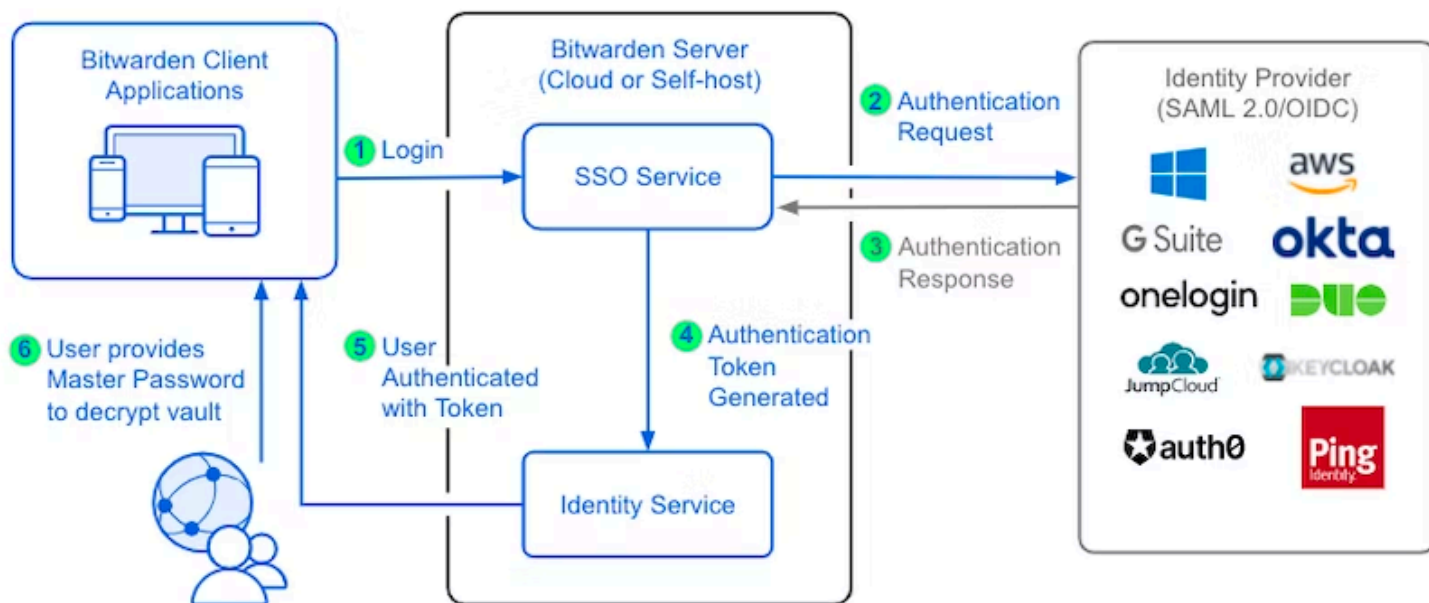 Bitwarden Client
Applications
Bitwarden Server
(Cloud or Self-host)
Identity Provider
(SAML 2.0/OIDC)
1 Login
SSO Service
2 Authentication
Request
3 Authentication
Response
aws
G Suite
okta
onelogin
DUO
JumpCloud
KEYCLOAK
auth0
Ping
Identity.
4 Authentication
Token
Generated
5 User
Authenticated
with Token
6 User provides
Master Password
to decrypt vault
Identity Service